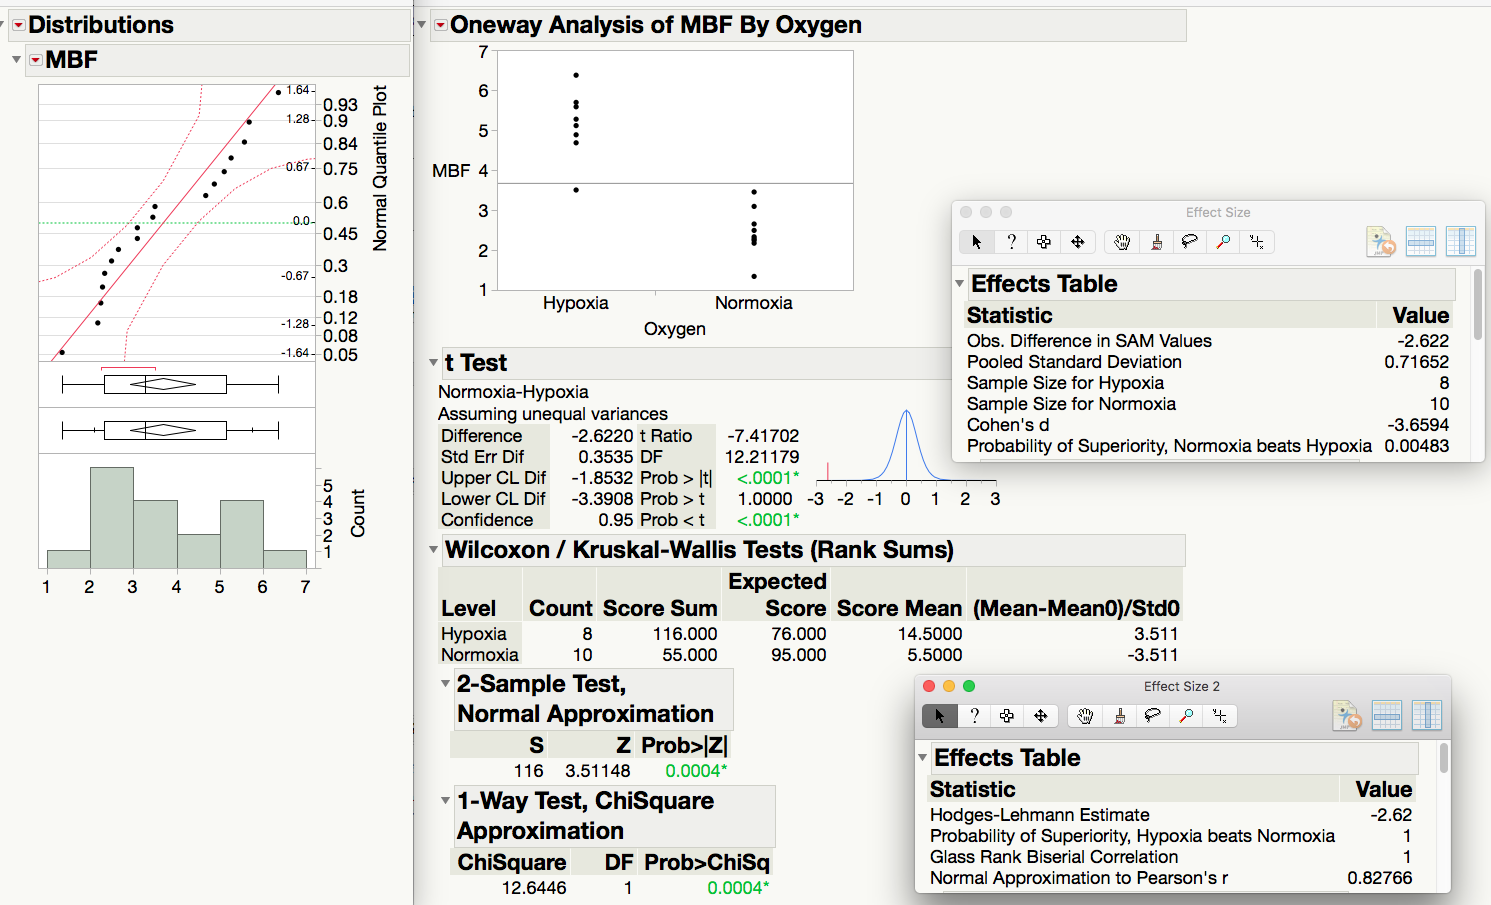 Distributions
MBF
1.64
1.28
0.67
0.0
-0.67
-1.28
-1.64
0.93
0.9
0.84
0.75
0.6
0.45
0.3
0.18
0.12
0.08
0.05
Normal Quantile Plot
5
4
3
2
1
Count
1 2 3 4 5 6 7
Oneway Analysis of MBF By Oxygen
7
6
5
MBF 4
3
2
1
Hypoxia Normoxia
Oxygen
t Test
Normoxia-Hypoxia
Assuming unequal variances
Difference -2.6220 t Ratio -7.41702
Std Err Dif 0.3535 DF 12.21179
Upper CL Dif -1.8532 Prob > |t| <.0001*
Lower CL Dif -3.3908 Prob > t 1.0000
Confidence 0.95 Prob < t <.0001*
-3 -2 -1 0 1 2 3
Wilcoxon / Kruskal-Wallis Tests (Rank Sums)
Expected
Level Count Score Sum Score Score Mean (Mean-Mean0)/Std0
Hypoxia 8 116.000 76.000 14.5000 3.511
Normoxia 10 55.000 95.000 5.5000 -3.511
2-Sample Test,
Normal Approximation
S Z Prob>|Z|
116 3.51148 0.0004*
1-Way Test, ChiSquare
Approximation
ChiSquare DF Prob>ChiSq
12.6446 1 0.0004*
Effect Size
?
Effects Table
Statistic Value
Obs. Difference in SAM Values -2.622
Pooled Standard Deviation 0.71652
Sample Size for Hypoxia 8
Sample Size for Normoxia 10
Cohen's d -3.6594
Probability of Superiority, Normoxia beats Hypoxia 0.00483
Effect Size 2
?
Effects Table
Statistic Value
Hodges-Lehmann Estimate -2.62
Probability of Superiority, Hypoxia beats Normoxia 1
Glass Rank Biserial Correlation 1
Normal Approximation to Pearson's r 0.82766